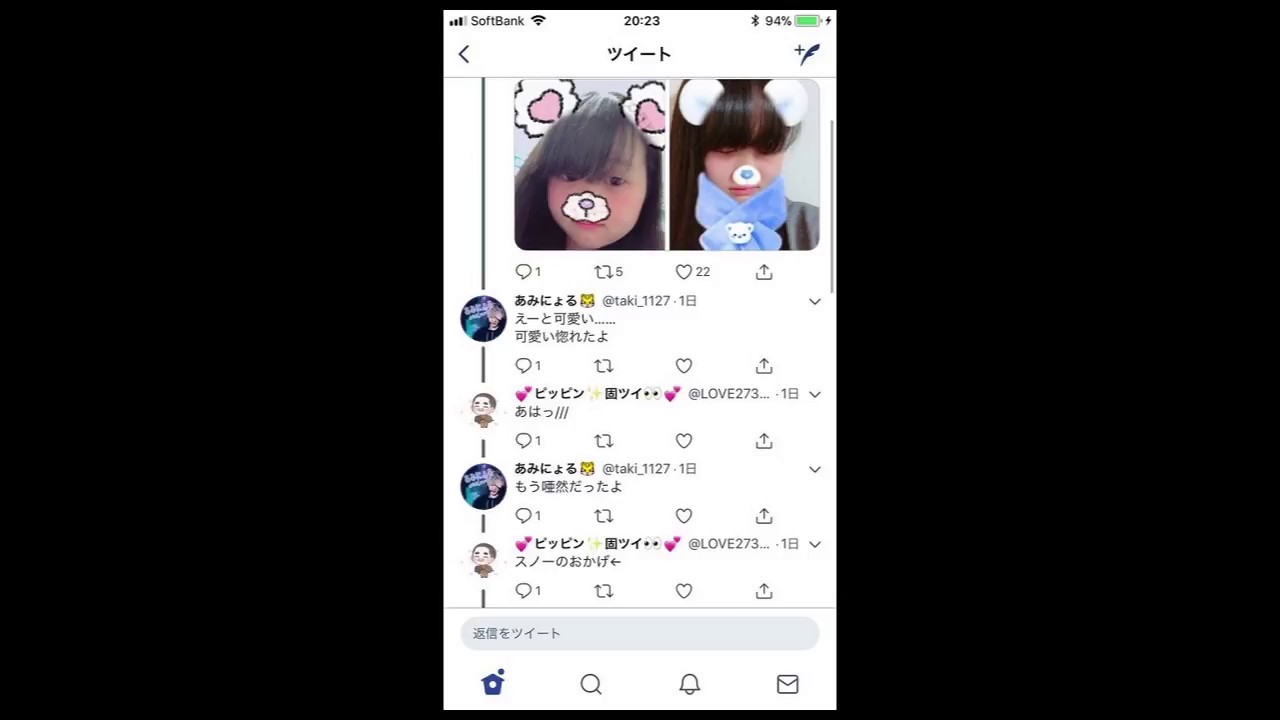 SoftBank 20:23 94%
ツイート
1 5 22
あみにょる🐯 @taki_1127・1日
えーと可愛い......
可愛い惚れたよ
1
💕ピッピン✨固ツイ👀💕 @LOVE273... ・1日
あはっ///
1
あみにょる🐯 @taki_1127・1日
もう唖然だったよ
1
💕ピッピン✨固ツイ👀💕 @LOVE273... ・1日
スノーのおかげ←
1
返信をツイート